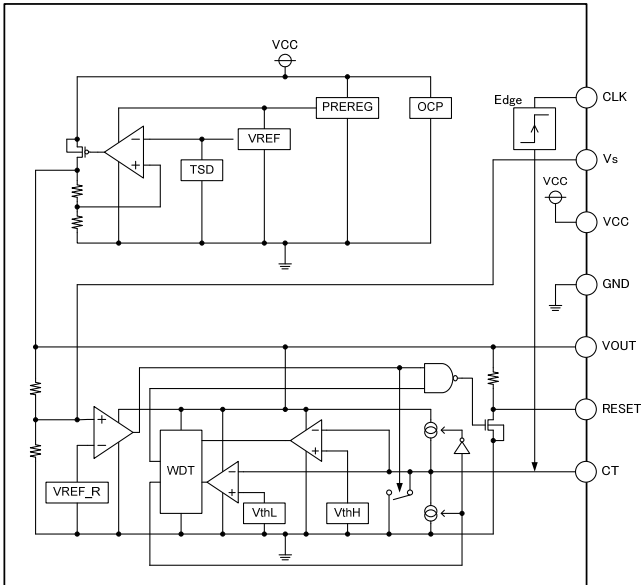 VCC
PREREG
OCP
Edge
CLK
VREF
TSD
Vs
VCC
VCC
GND
VOUT
RESET
WDT
CT
VREF_R
VthL
VthH
−
+
+
−
−
+
−
+